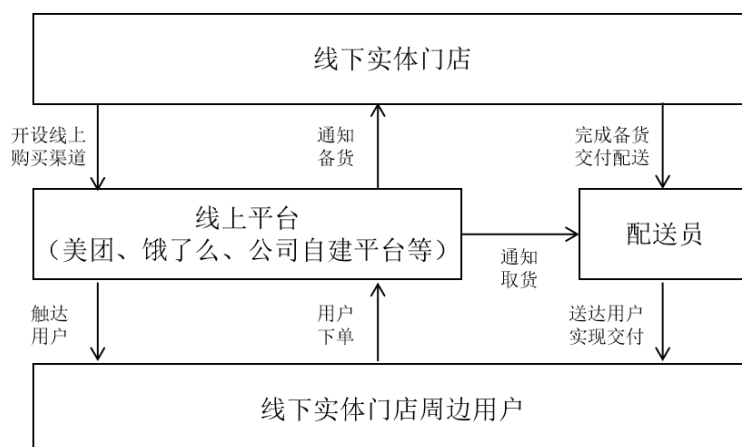 线下实体门店
开设线上
购买渠道
通知
备货
完成备货
交付配送
线上平台
（美团、饿了么、公司自建平台等）
通知
取货
配送员
触达
用户
用户
下单
送达用户
实现交付
线下实体门店周边用户